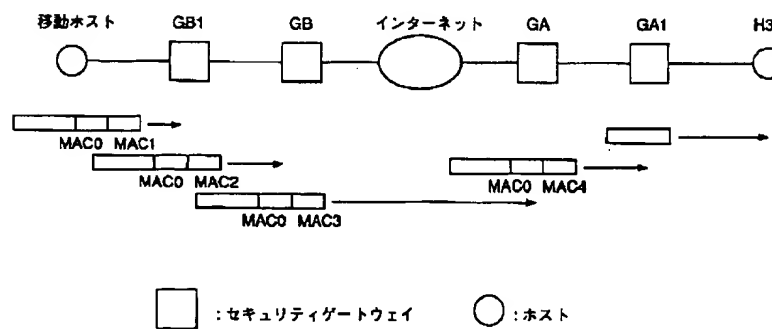 移動ホスト GB1 GB インターネット GA GA1 H3
MAC0 MAC1
MAC0 MAC2
MAC0 MAC4
MAC0 MAC3
:セキュリティゲートウェイ :ホスト